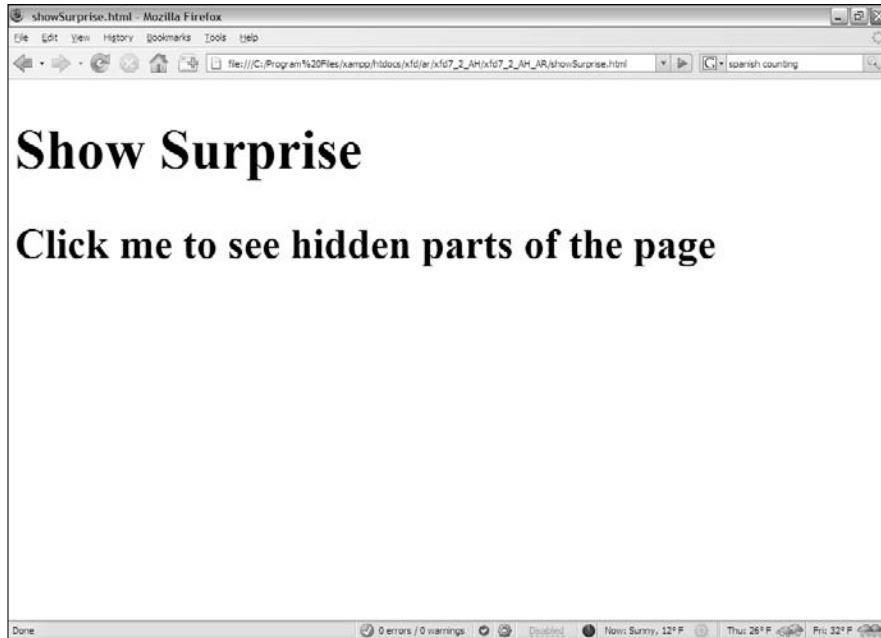 showSurprise.html - Mozilla Firefox
File Edit View History Bookmarks Tools Help
file:///C:/Program%20Files/xampp/htdocs/xfd/ar/xfd7_2_AH/xfd7_2_AH_AR/showSurprise.html G spanish counting
Show Surprise
Click me to see hidden parts of the page
Done 0 errors / 0 warnings Disabled Now: Sunny, 12° F Thu: 26° F Fri: 32° F